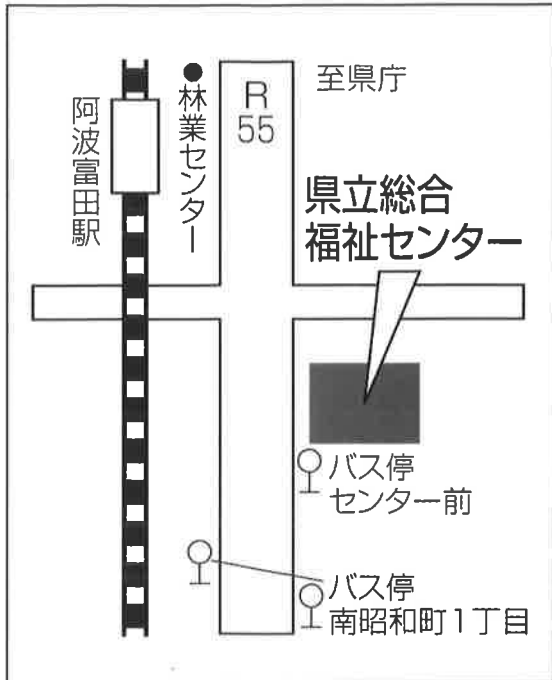 至県庁
R
55
林業センター
阿波富田駅
県立総合
福祉センター
バス停
センター前
バス停
南昭和町1丁目